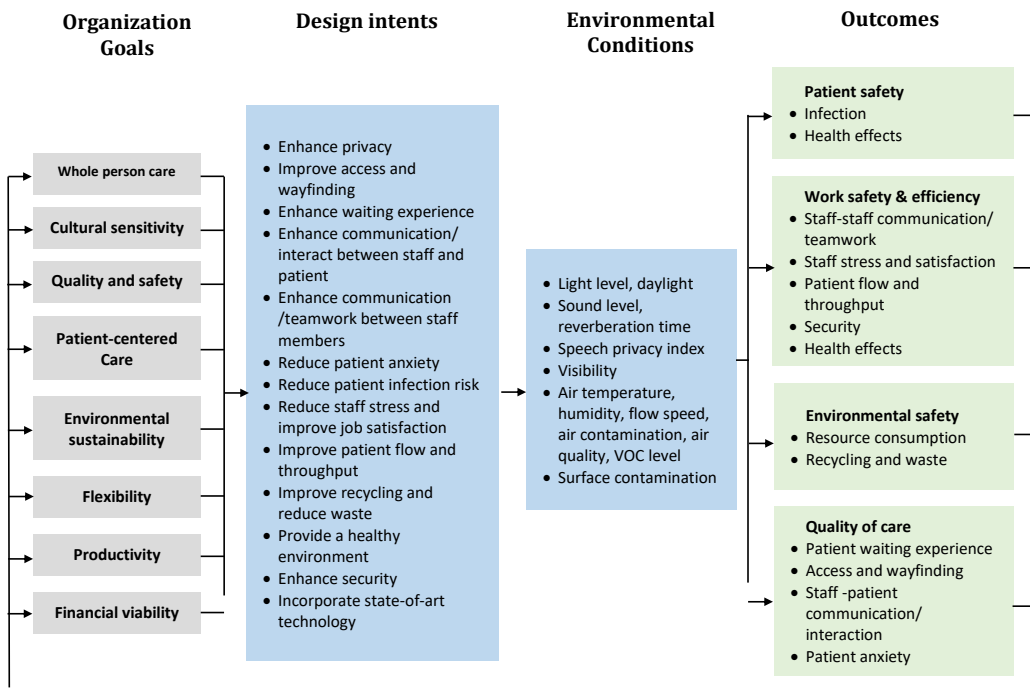 Organization
Goals
Design intents
Environmental
Conditions
Outcomes
Whole person care
Cultural sensitivity
Quality and safety
Patient-centered
Care
Environmental
sustainability
Flexibility
Productivity
Financial viability
• Enhance privacy
• Improve access and
wayfinding
• Enhance waiting experience
• Enhance communication/
interact between staff and
patient
• Enhance communication
/teamwork between staff
members
• Reduce patient anxiety
• Reduce patient infection risk
• Reduce staff stress and
improve job satisfaction
• Improve patient flow and
throughput
• Improve recycling and
reduce waste
• Provide a healthy
environment
• Enhance security
• Incorporate state-of-art
technology
• Light level, daylight
• Sound level,
reverberation time
• Speech privacy index
• Visibility
• Air temperature,
humidity, flow speed,
air contamination, air
quality, VOC level
• Surface contamination
Patient safety
• Infection
• Health effects
Work safety & efficiency
• Staff-staff communication/
teamwork
• Staff stress and satisfaction
• Patient flow and
throughput
• Security
• Health effects
Environmental safety
• Resource consumption
• Recycling and waste
Quality of care
• Patient waiting experience
• Access and wayfinding
• Staff -patient
communication/
interaction
• Patient anxiety